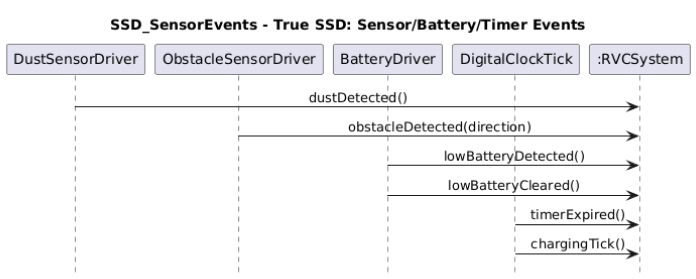 SSD_SensorEvents - True SSD: Sensor/Battery/Timer Events
DustSensorDriver ObstacleSensorDriver BatteryDriver DigitalClockTick :RVCSystem
dustDetected()
obstacleDetected(direction)
lowBatteryDetected()
lowBatteryCleared()
timerExpired()
chargingTick()